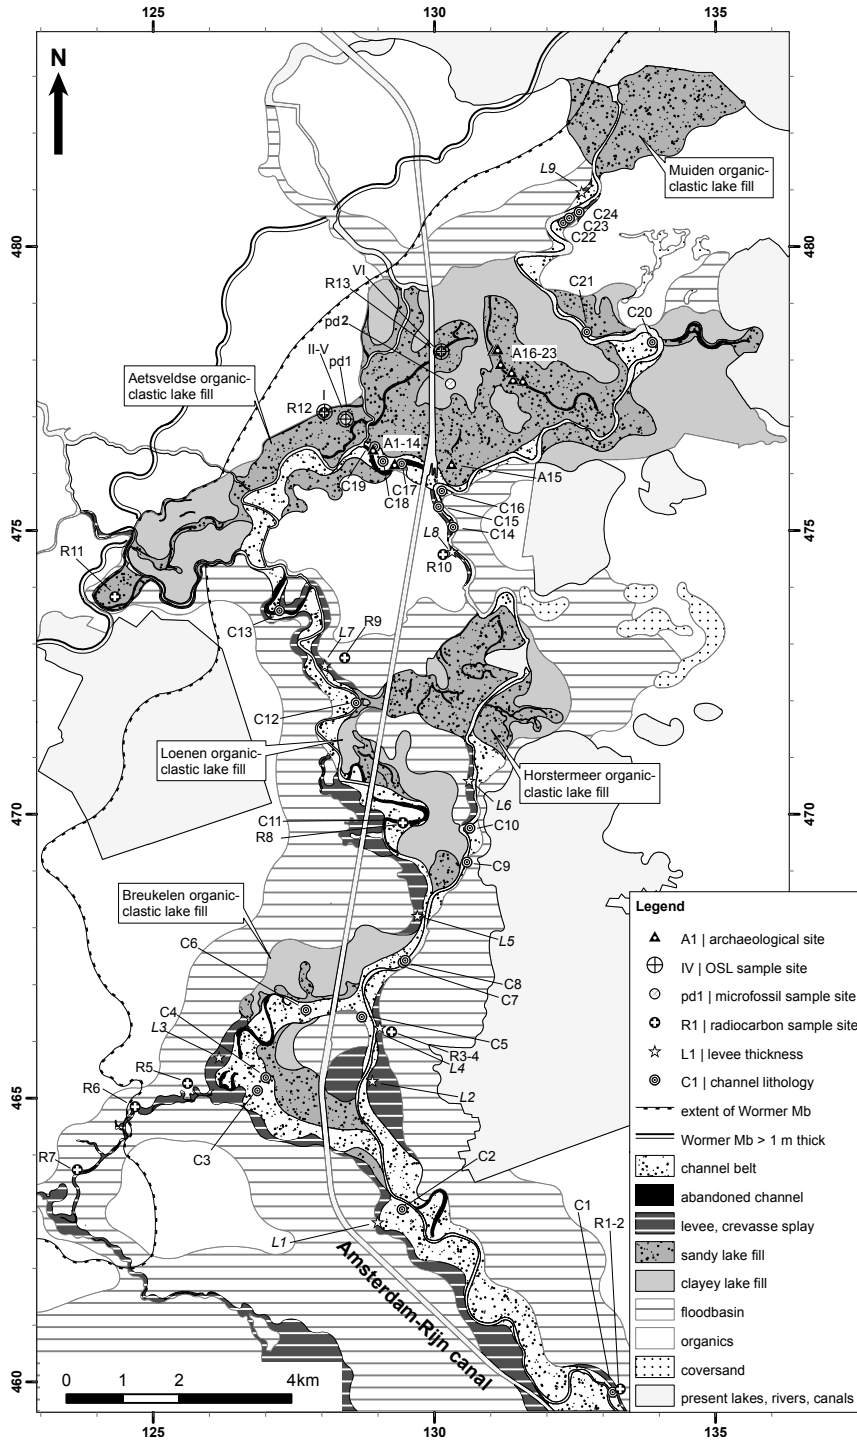 125
130
135
N
480
475
470
465
460
480
475
470
Muiden organic-
clastic lake fill
L9
C24
C23
C22
VI
R13
pd2
II-V
pd1
I
R12
Aetsveldse organic-
clastic lake fill
C21
C20
A16-23
A1-14
C19
C18
C17
A15
C16
C15
C14
L8
R10
R11
C13
L7
R9
C12
Loenen organic-
clastic lake fill
Horstermeer organic-
clastic lake fill
L6
C11
R8
C10
C9
Breukelen organic-
clastic lake fill
L5
C6
C8
C7
C4
L3
C5
R3-4
L4
R5
R6
L2
R7
C3
C2
C1
R1-2
L1
Amsterdam-Rijn canal
0 1 2 4km
125
130
135
Legend
A1 | archaeological site
IV | OSL sample site
pd1 | microfossil sample site
R1 | radiocarbon sample site
L1 | levee thickness
C1 | channel lithology
extent of Wormer Mb
Wormer Mb > 1 m thick
channel belt
abandoned channel
levee, crevasse splay
sandy lake fill
clayey lake fill
floodbasin
organics
coversand
present lakes, rivers, canals